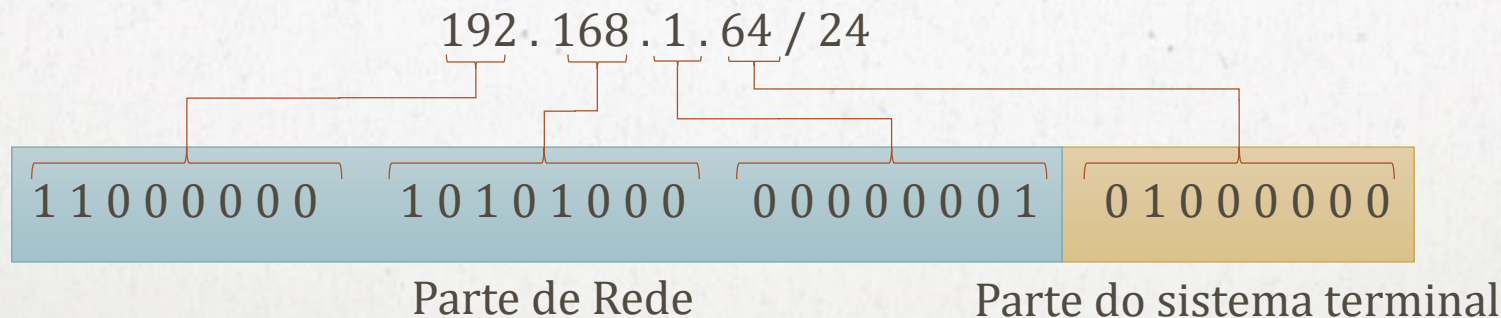 192 . 168 . 1 . 64 / 24
1 1 0 0 0 0 0 0 1 0 1 0 1 0 0 0 0 0 0 0 0 0 0 1 0 1 0 0 0 0 0 0
Parte de Rede Parte do sistema terminal